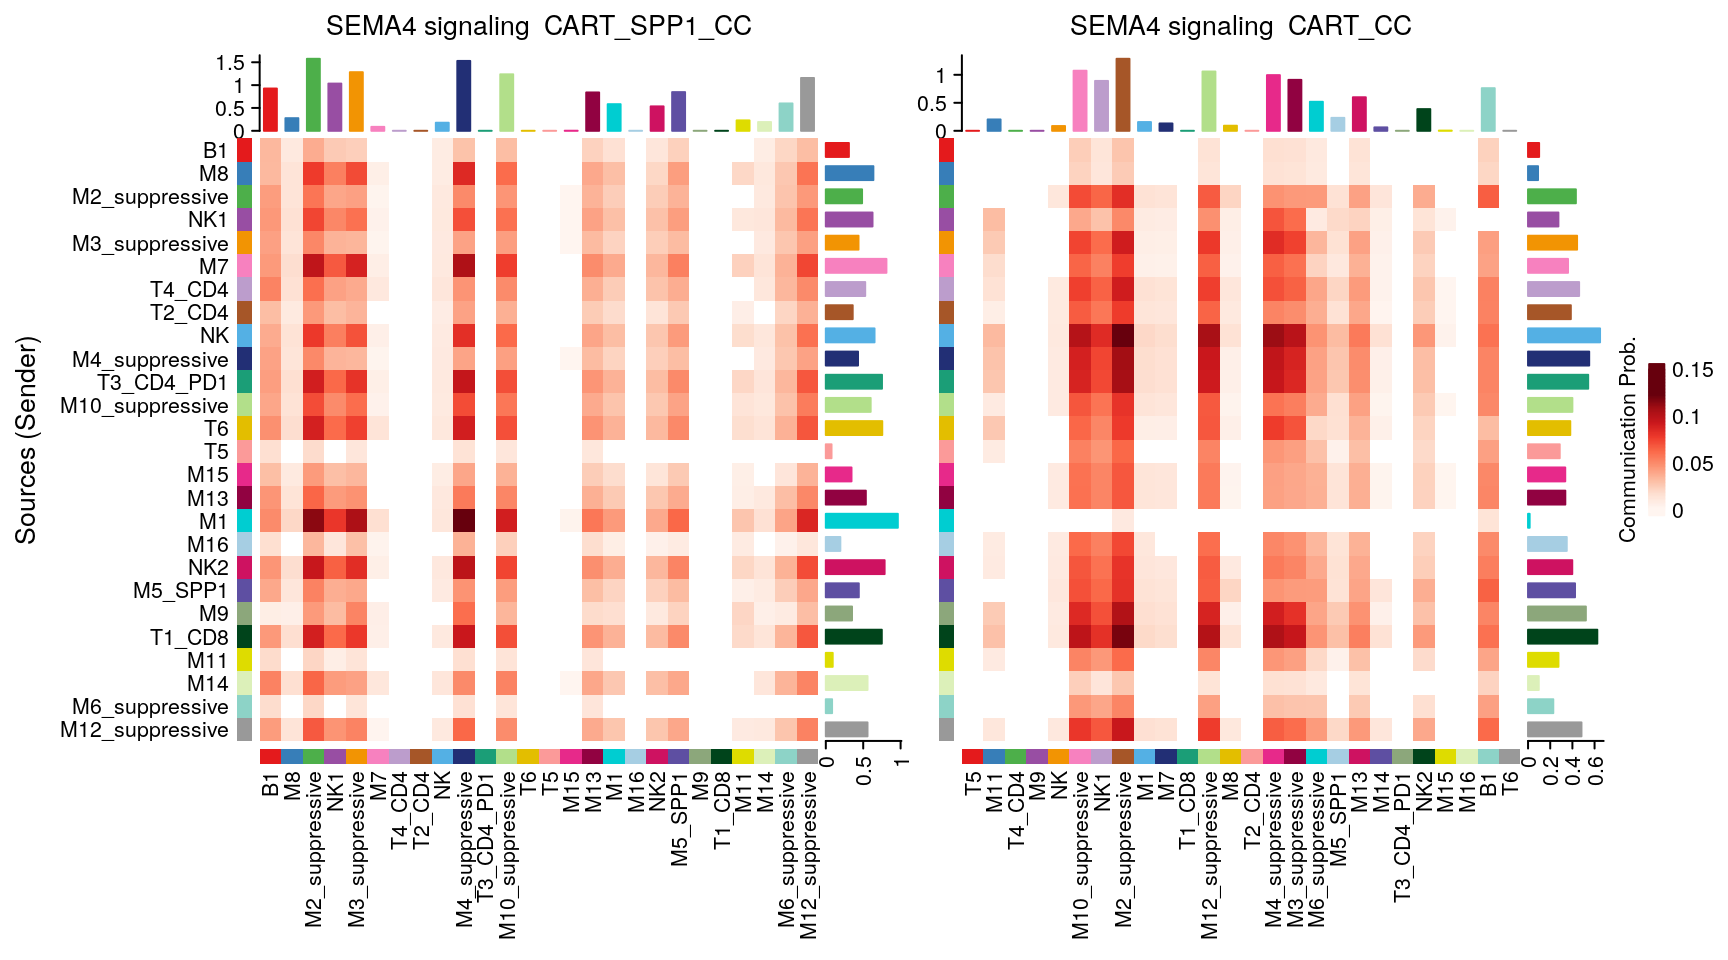 SEMA4 signaling  CART_SPP1_CC
SEMA4 signaling  CART_CC
1.5
1
0.5
0
1
0.5
0
Sources (Sender)
B1
M8
M2_suppressive
NK1
M3_suppressive
M7
T4_CD4
T2_CD4
NK
M4_suppressive
T3_CD4_PD1
M10_suppressive
T6
T5
M15
M13
M1
M16
NK2
M5_SPP1
M9
T1_CD8
M11
M14
M6_suppressive
M12_suppressive
B1
M8
M2_suppressive
NK1
M3_suppressive
M7
T4_CD4
T2_CD4
NK
M4_suppressive
T3_CD4_PD1
M10_suppressive
T6
T5
M15
M13
M1
M16
NK2
M5_SPP1
M9
T1_CD8
M11
M14
M6_suppressive
M12_suppressive
0
0.5
1
T5
M11
T4_CD4
M9
NK
M10_suppressive
NK1
M2_suppressive
M1
M7
T1_CD8
M12_suppressive
M8
T2_CD4
M4_suppressive
M3_suppressive
M6_suppressive
M5_SPP1
M13
M14
T3_CD4_PD1
NK2
M15
M16
B1
T6
0
0.2
0.4
0.6
Communication Prob.
0.15
0.1
0.05
0